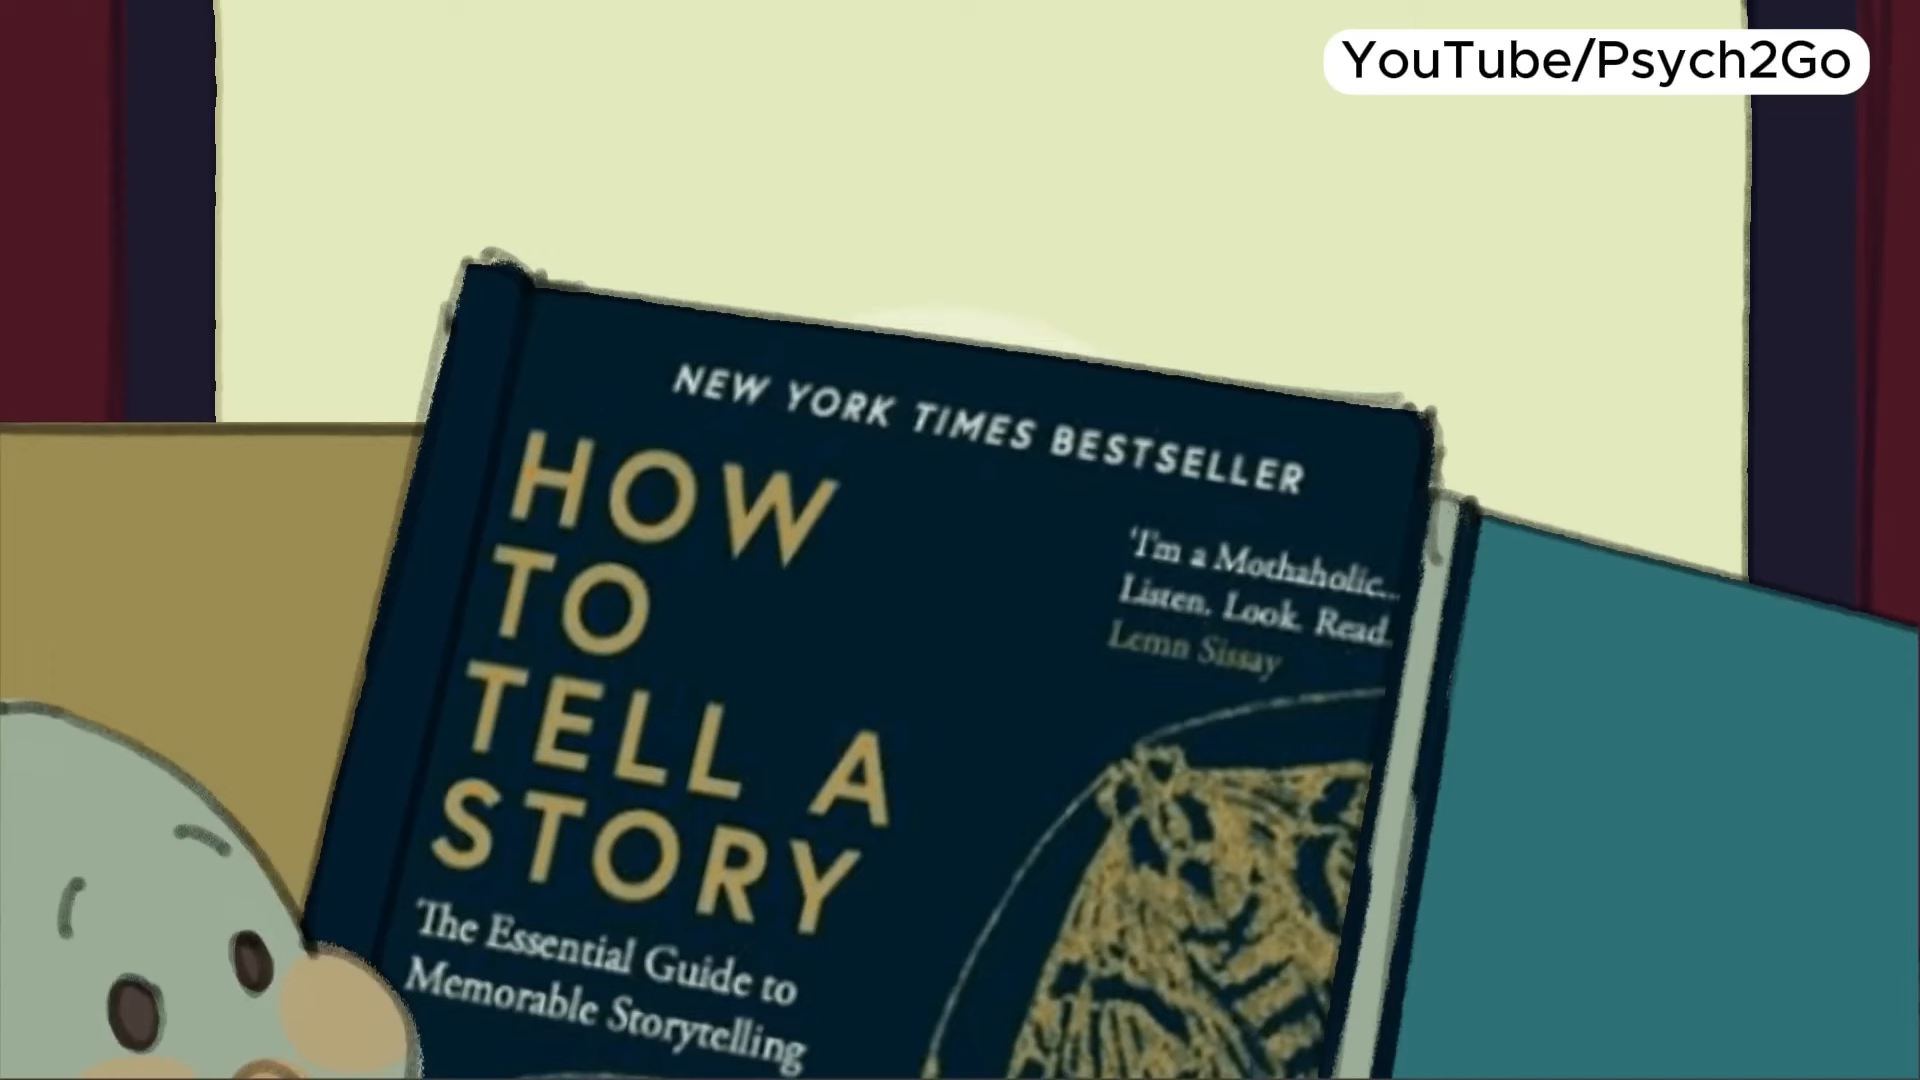 YouTube/Psych2Go
NEW YORK TIMES BESTSELLER
HOW
TO
TELL A
STORY
'I'm a Mothaholic...
Listen. Look. Read.
Lemn Sissay
The Essential Guide to
Memorable Storytelling